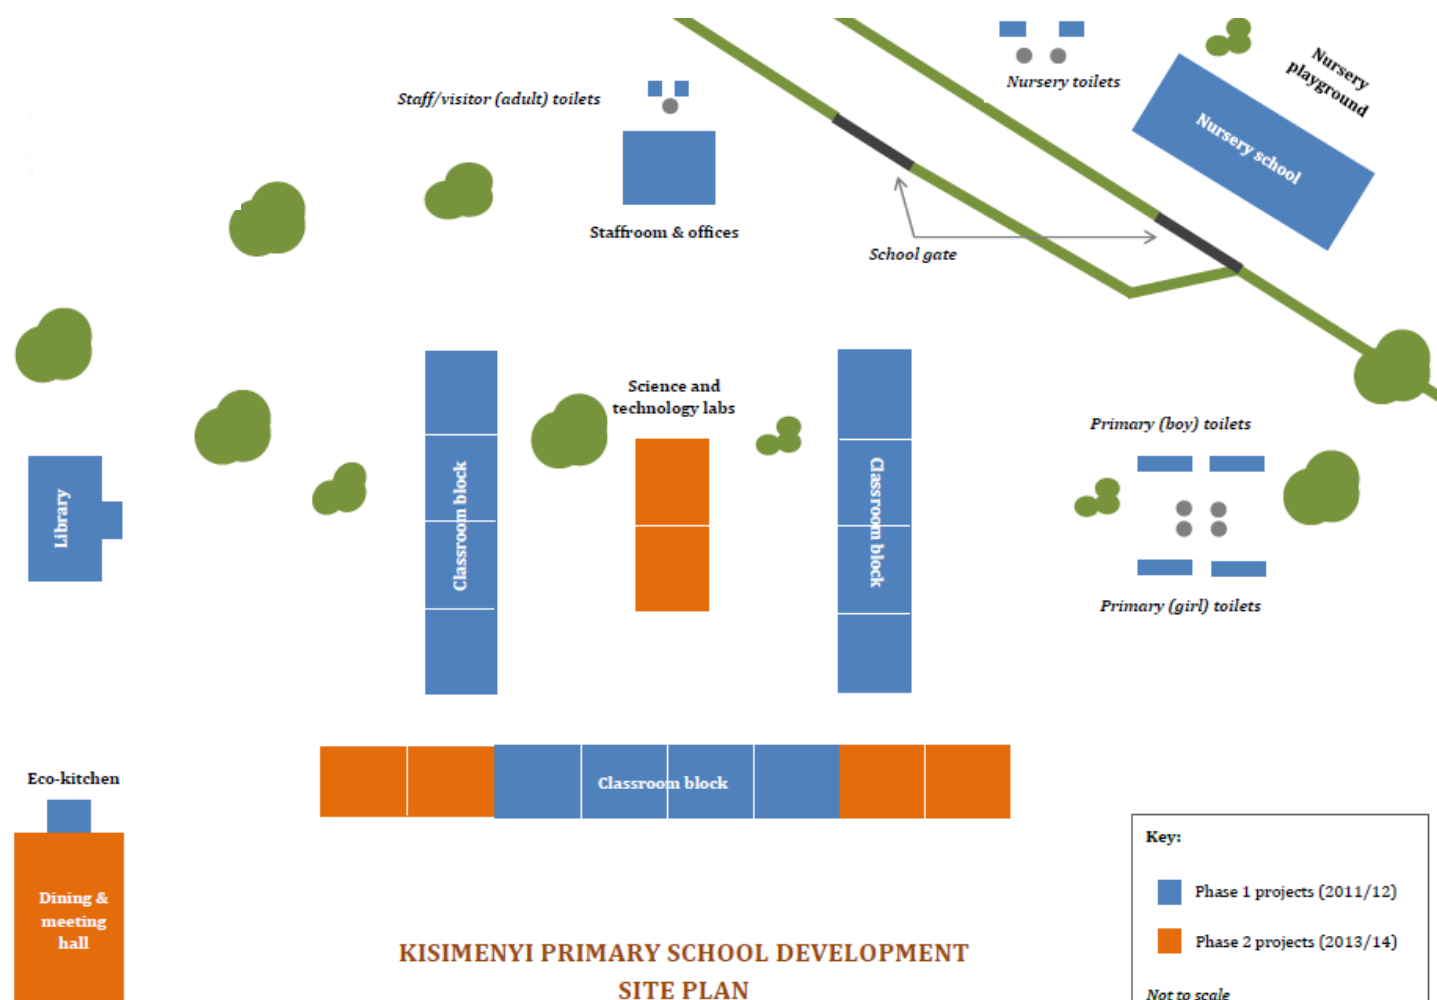 Nursery
playground
Nursery toilets
Staff/visitor (adult) toilets
Nursery school
Staffroom & offices
School gate
Science and
technology labs
Primary (boy) toilets
Classroom block
Classroom block
Library
Primary (girl) toilets
Eco-kitchen
Classroom block
Dining &
meeting
hall
Key:
Phase 1 projects (2011/12)
Phase 2 projects (2013/14)
Not to scale
KISIMENYI PRIMARY SCHOOL DEVELOPMENT
SITE PLAN